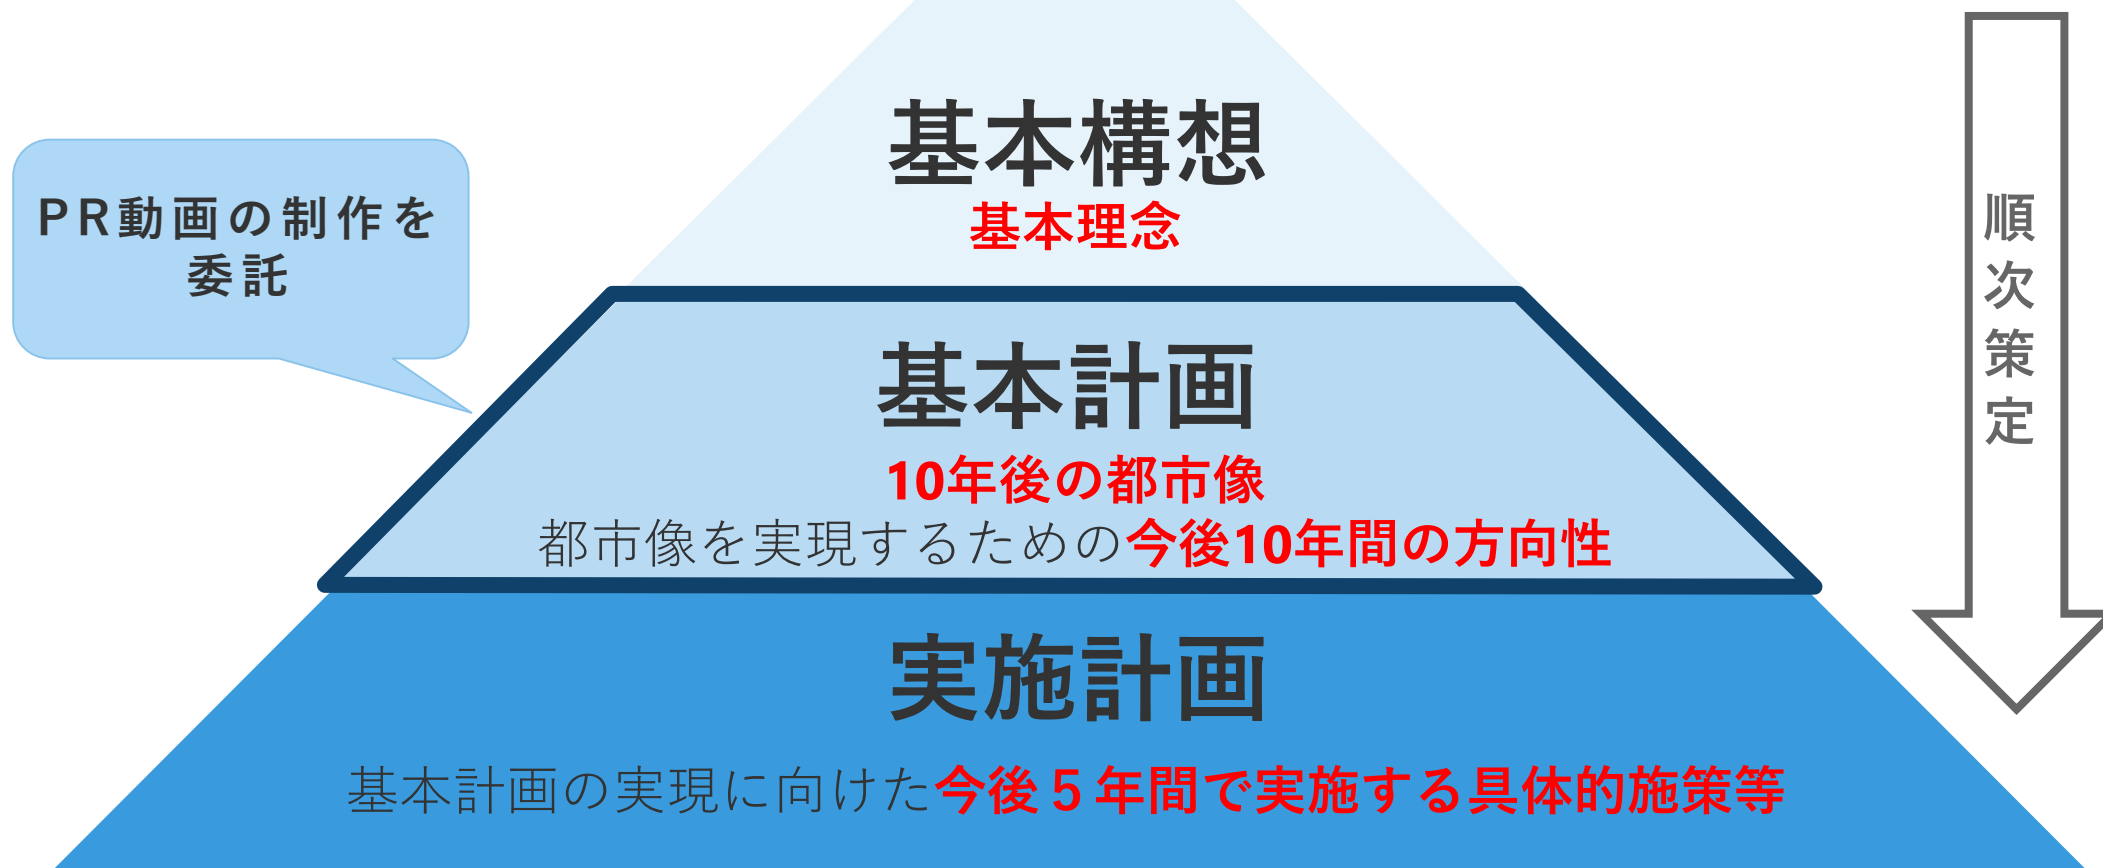 基本構想
基本理念
PR動画の制作を
委託
基本計画
10年後の都市像
都市像を実現するための今後10年間の方向性
実施計画
基本計画の実現に向けた今後５年間で実施する具体的施策等
順次策定